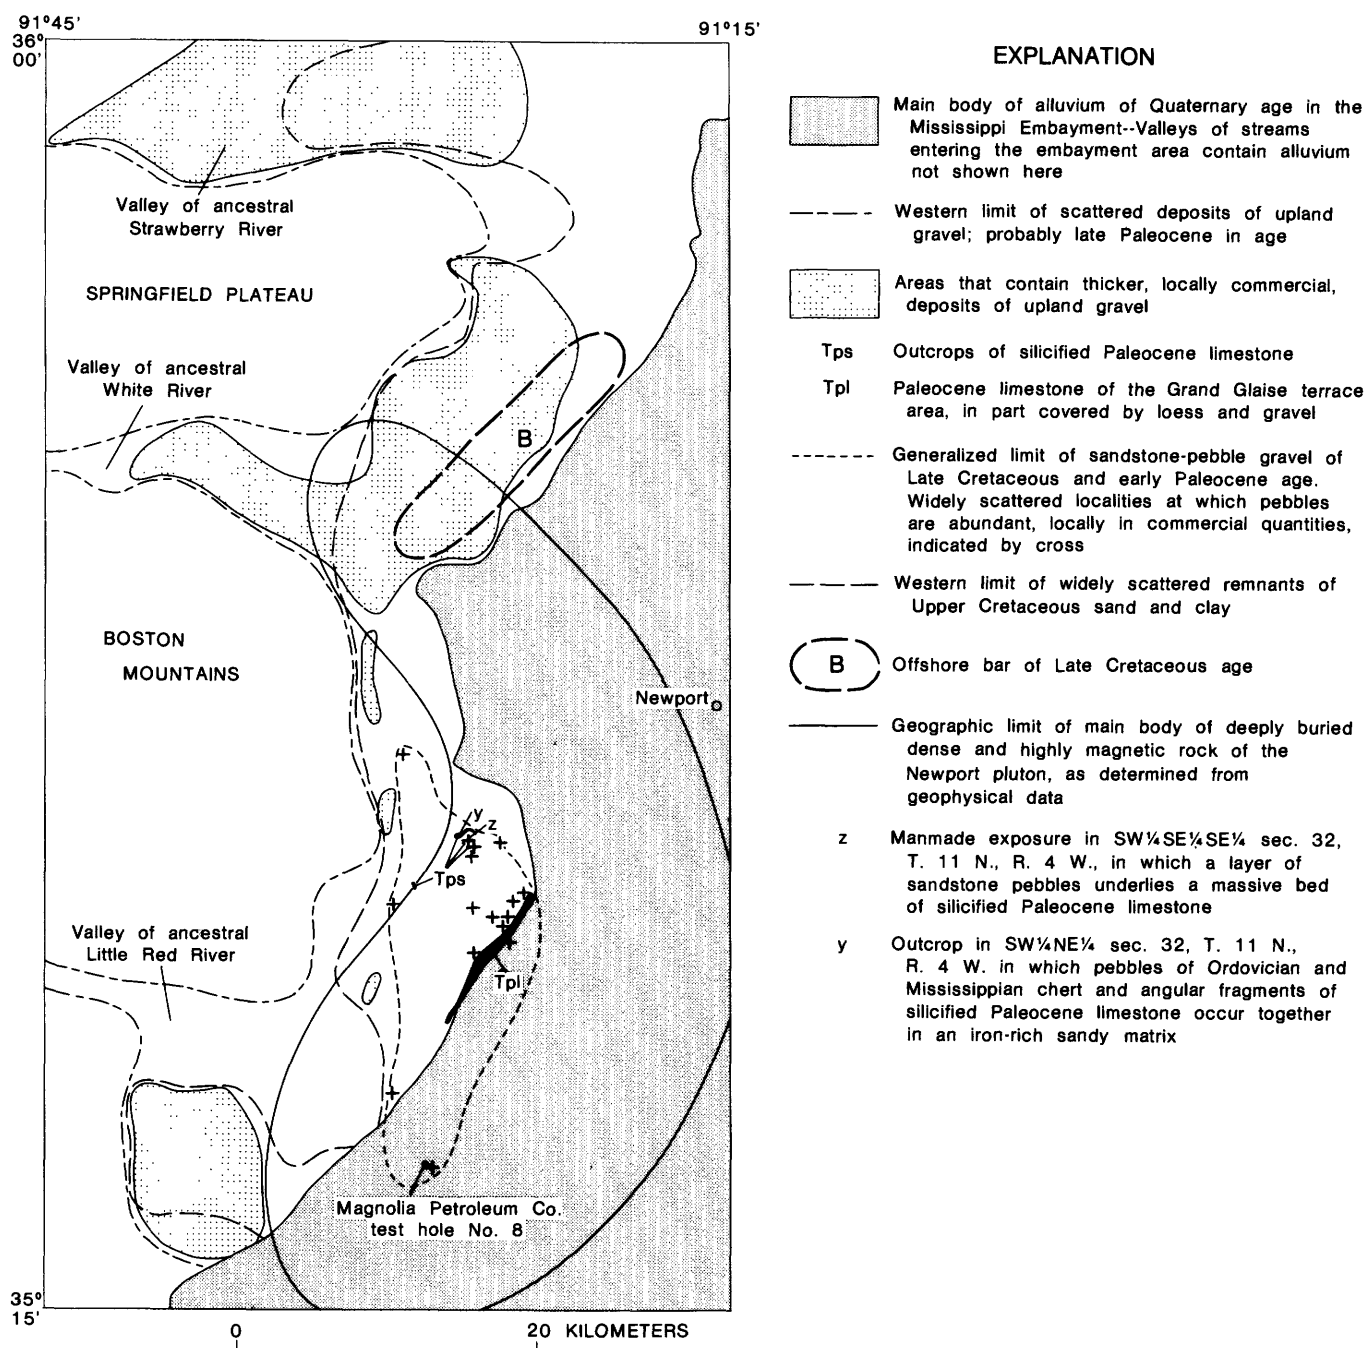 91°45′
91°15′
36°
00′
Valley of ancestral
Strawberry River
SPRINGFIELD PLATEAU
Valley of ancestral
White River
B
BOSTON
MOUNTAINS
Newport
y
z
Tps
Valley of ancestral
Little Red River
Tpl
Magnolia Petroleum Co.
test hole No. 8
35°
15′
0
20 KILOMETERS
EXPLANATION
Main body of alluvium of Quaternary age in the
Mississippi Embayment--Valleys of streams
entering the embayment area contain alluvium
not shown here
Western limit of scattered deposits of upland
gravel; probably late Paleocene in age
Areas that contain thicker, locally commercial,
deposits of upland gravel
Tps Outcrops of silicified Paleocene limestone
Tpl Paleocene limestone of the Grand Glaise terrace
area, in part covered by loess and gravel
Generalized limit of sandstone-pebble gravel of
Late Cretaceous and early Paleocene age.
Widely scattered localities at which pebbles
are abundant, locally in commercial quantities,
indicated by cross
Western limit of widely scattered remnants of
Upper Cretaceous sand and clay
B Offshore bar of Late Cretaceous age
Geographic limit of main body of deeply buried
dense and highly magnetic rock of the
Newport pluton, as determined from
geophysical data
z Manmade exposure in SW¼SE¼SE¼ sec. 32,
T. 11 N., R. 4 W., in which a layer of
sandstone pebbles underlies a massive bed
of silicified Paleocene limestone
y Outcrop in SW¼NE¼ sec. 32, T. 11 N.,
R. 4 W. in which pebbles of Ordovician and
Mississippian chert and angular fragments of
silicified Paleocene limestone occur together
in an iron-rich sandy matrix